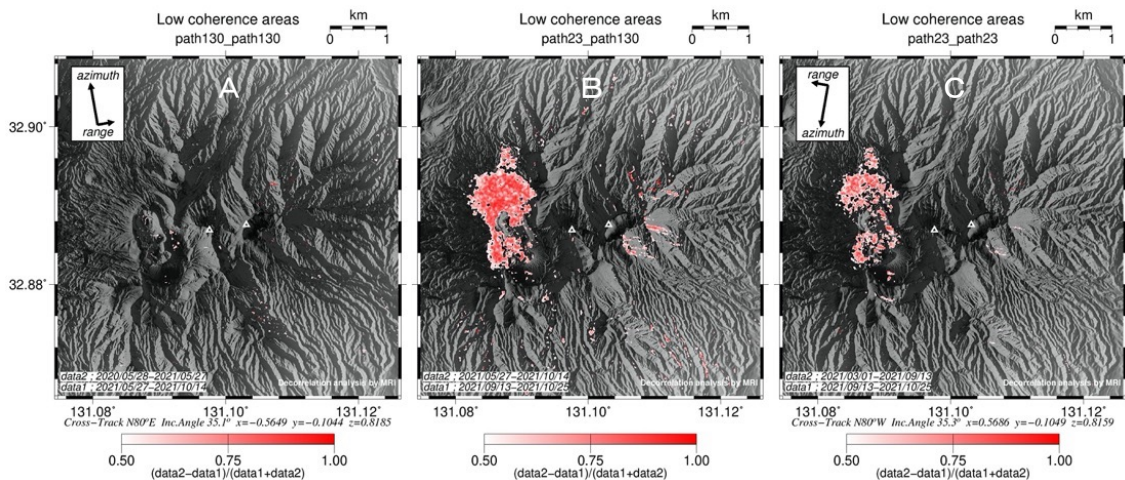 Low coherence areas
path130_path130
km
0 1
A
azimuth
range
32.90°
32.88°
data2 : 2020/05/28-2021/05/27
data1 : 2021/05/27-2021/10/14
Decorrelation analysis by MRI
131.08° 131.10° 131.12°
Cross-Track N80°E Inc.Angle 35.1° x=-0.5649 y=-0.1044 z=0.8185
0.50 0.75 1.00
(data2-data1)/(data1+data2)
Low coherence areas
path23_path130
km
0 1
B
data2 : 2021/05/27-2021/10/14
data1 : 2021/09/13-2021/10/25
Decorrelation analysis by MRI
131.08° 131.10° 131.12°
0.50 0.75 1.00
(data2-data1)/(data1+data2)
Low coherence areas
path23_path23
km
0 1
C
range
azimuth
data2 : 2021/03/01-2021/09/13
data1 : 2021/09/13-2021/10/25
Decorrelation analysis by MRI
131.08° 131.10° 131.12°
Cross-Track N80°W Inc.Angle 35.3° x=0.5686 y=-0.1049 z=0.8159
0.50 0.75 1.00
(data2-data1)/(data1+data2)